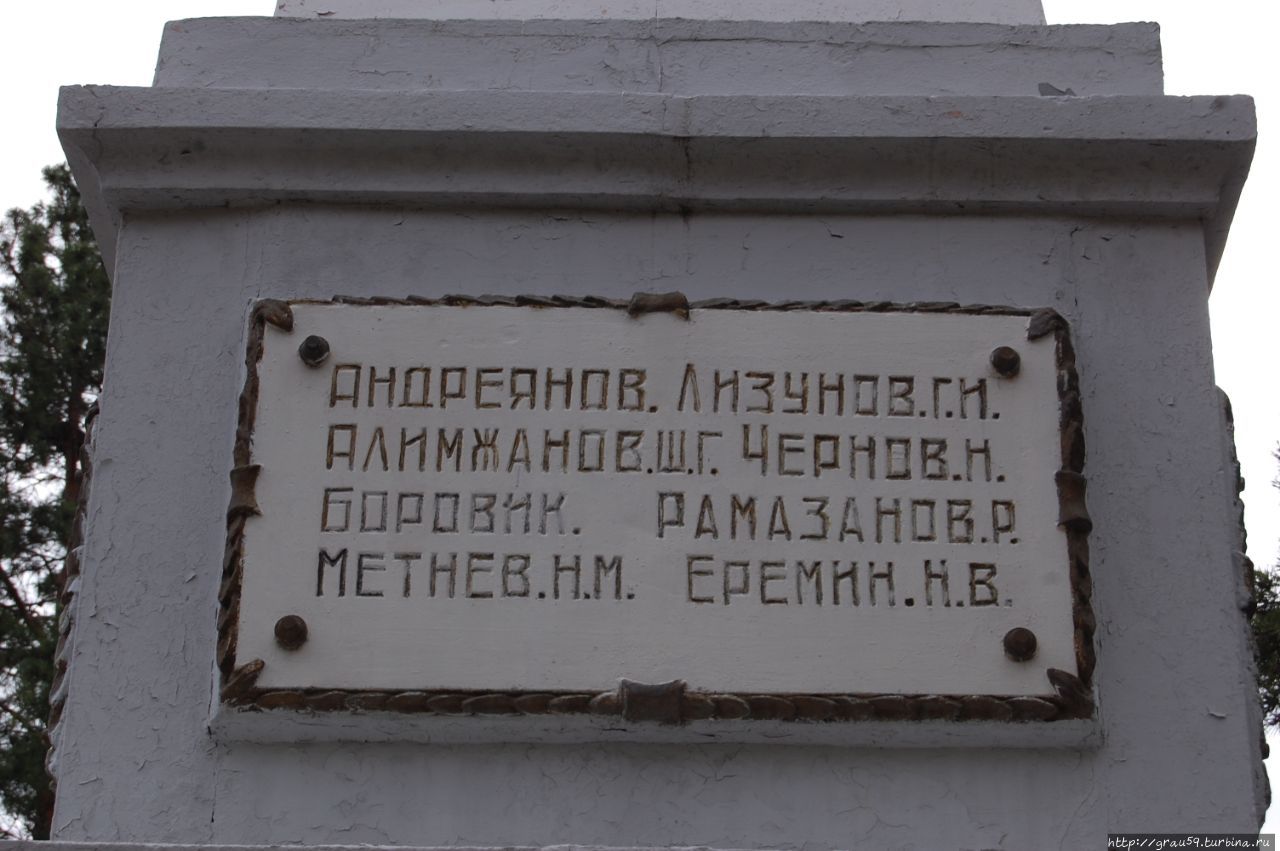 АНДРЕЯНОВ. ЛИЗУНОВ.Г.И.
АЛИМЖАНОВ.Ш.Г. ЧЕРНОВ.Н.
БОРОВИК. РАМАЗАНОВ.Р.
МЕТНЕВ.Н.М. ЕРЕМИН.Н.В.
http://grau59.turbina.ru